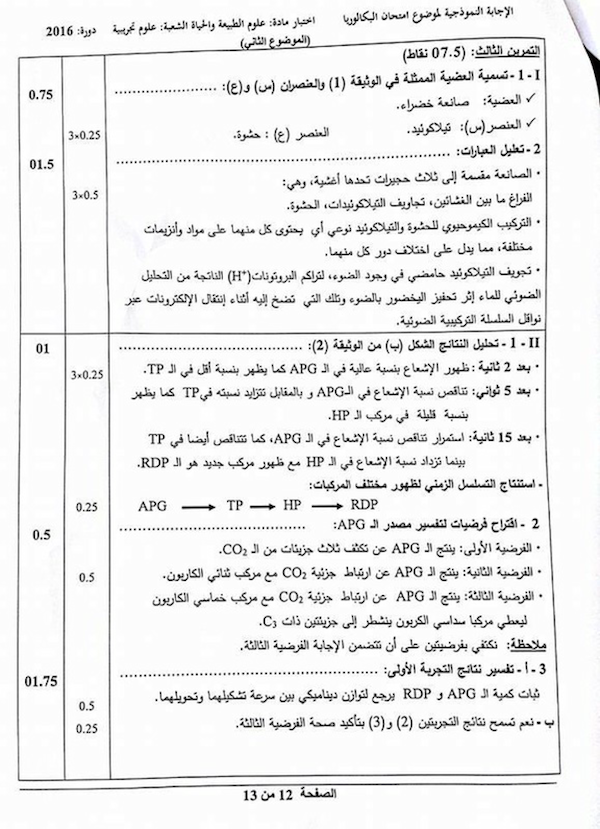 الإجابة النموذجية لموضوع امتحان البكالوريا اختبار مادة: علوم الطبيعة والحياة الشعبة: علوم تجريبية دورة: 2016
(الموضوع الثاني)
التمرين الثالث: (07.5 نقاط)
I - 1 - تسمية العضية الممثلة في الوثيقة (1) والعنصران (س) و(ع): ....................
0.75
✓ العضية: صانعة خضراء.
✓ العنصر(س): تيلاكوئيد. العنصر (ع) : حشوة.
3×0.25
2- تعليل العبارات: ....................
01.5
• الصانعة مقسمة إلى ثلاث حجيرات تحدها أغشية، وهي:
3×0.5
الفراغ ما بين الغشائين، تجاويف التيلاكوئيدات، الحشوة.
• التركيب الكيموحيوي للحشوة والتيلاكوئيد نوعي أي يحتوي كل منهما على مواد وأنزيمات
مختلفة، مما يدل على اختلاف دور كل منهما.
• تجويف التيلاكوئيد حامضي في وجود الضوء، لتراكم البروتونات(H⁺) الناتجة من التحليل
الضوئي للماء إثر تحفيز اليخضور بالضوء وتلك التي تضخ إليه أثناء إنتقال الإلكترونات عبر
نواقل السلسلة التركيبية الضوئية.
II - 1 - تحليل النتائج الشكل (ب) من الوثيقة (2): ....................
01
• بعد 2 ثانية : ظهور الإشعاع بنسبة عالية في الـ APG كما يظهر بنسبة أقل في الـ TP.
3×0.25
• بعد 5 ثواني: تناقص نسبة الإشعاع في الـAPG و بالمقابل تتزايد نسبته فيTP كما يظهر
بنسبة قليلة في مركب الـ HP.
• بعد 15 ثانية: استمرار تناقص نسبة الإشعاع في الـ APG، كما تتناقص أيضا في TP
بينما تزداد نسبة الإشعاع في الـ HP مع ظهور مركب جديد هو الـ RDP.
- استنتاج التسلسل الزمني لظهور مختلف المركبات:
APG → TP → HP → RDP
0.25
2 - اقتراح فرضيات لتفسير مصدر الـ APG: ....................
0.5
• الفرضية الأولى: ينتج الـ APG عن تكثف ثلاث جزيئات من الـ CO₂.
• الفرضية الثانية: ينتج الـ APG عن ارتباط جزئية CO₂ مع مركب ثنائي الكاربون.
0.5
• الفرضية الثالثة: ينتج الـ APG عن ارتباط جزئية CO₂ مع مركب خماسي الكاربون
ليعطي مركبا سداسي الكربون ينشطر إلى جزيئتين ذات C₃.
ملاحظة: نكتفي بفرضيتين على أن تتضمن الإجابة الفرضية الثالثة.
3 - أ - تفسير نتائج التجربة الأولى: ....................
01.75
ثبات كمية الـ APG و RDP يرجع لتوازن ديناميكي بين سرعة تشكيلهما وتحويلهما.
0.5
ب - نعم تسمح نتائج التجربتين (2) و(3) بتأكيد صحة الفرضية الثالثة.
0.25
الصفحة 12 من 13